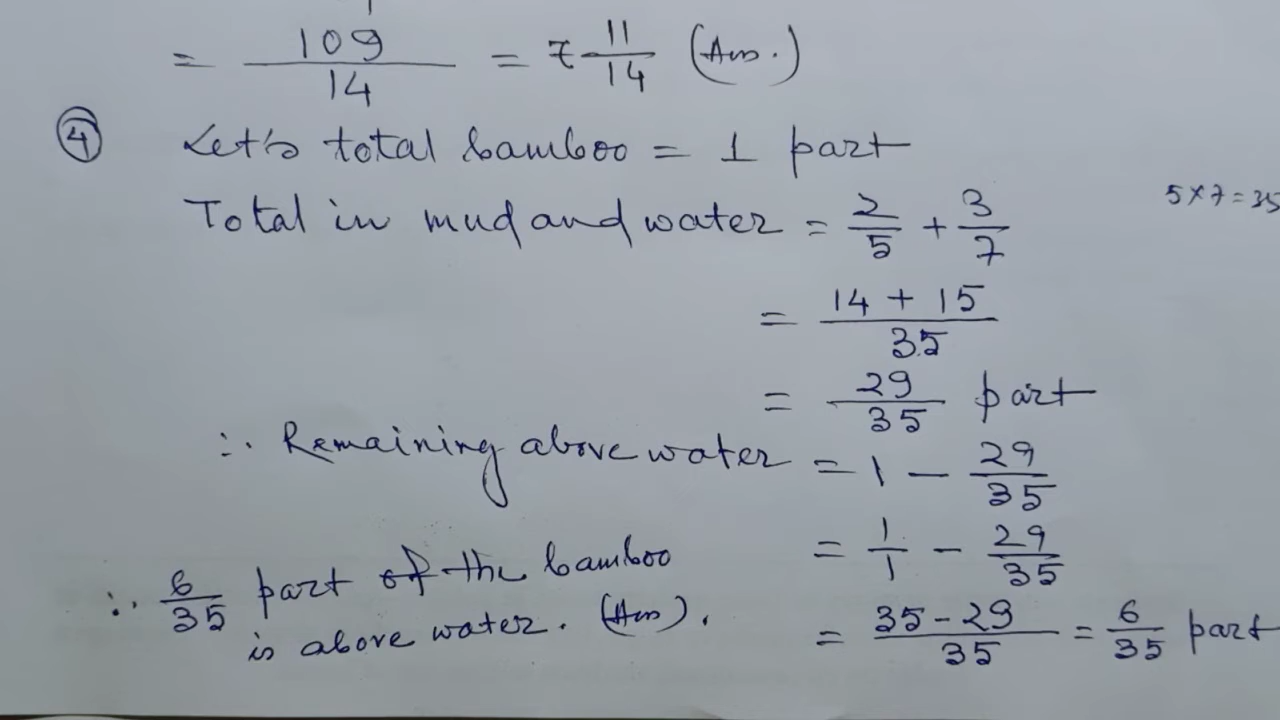 = 109/14 = 7 11/14 (Ans.)
④ Let's total bamboo = 1 part
Total in mud and water = 2/5 + 3/7
5 × 7 = 35
= 14 + 15/35
= 29/35 part
∴ Remaining above water = 1 - 29/35
= 1/1 - 29/35
= 35 - 29/35 = 6/35 part
∴ 6/35 part of the bamboo
is above water. (Ans).